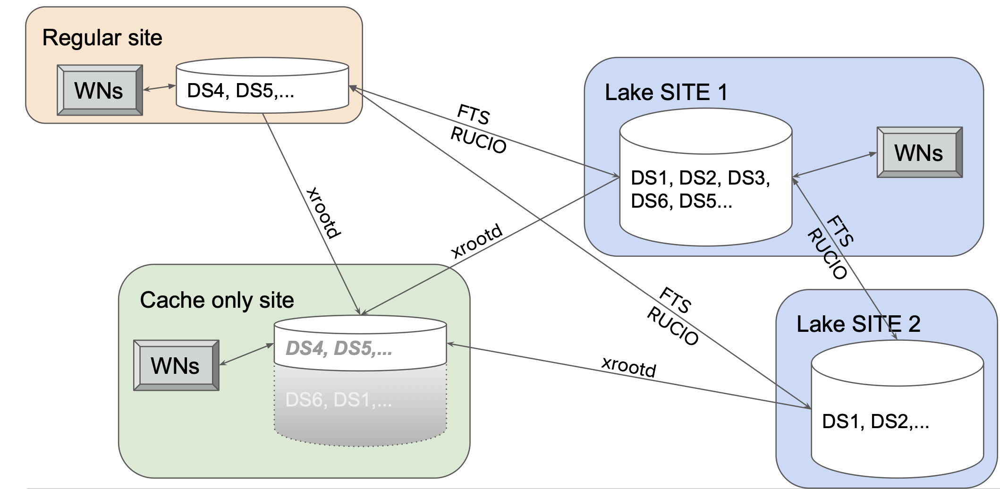 Regular site
WNs
DS4, DS5,...
FTS
RUCIO
Lake SITE 1
WNs
DS1, DS2, DS3,
DS6, DS5...
xrootd
xrootd
FTS
RUCIO
FTS
RUCIO
Cache only site
WNs
DS4, DS5,...
DS6, DS1,...
xrootd
Lake SITE 2
DS1, DS2,...